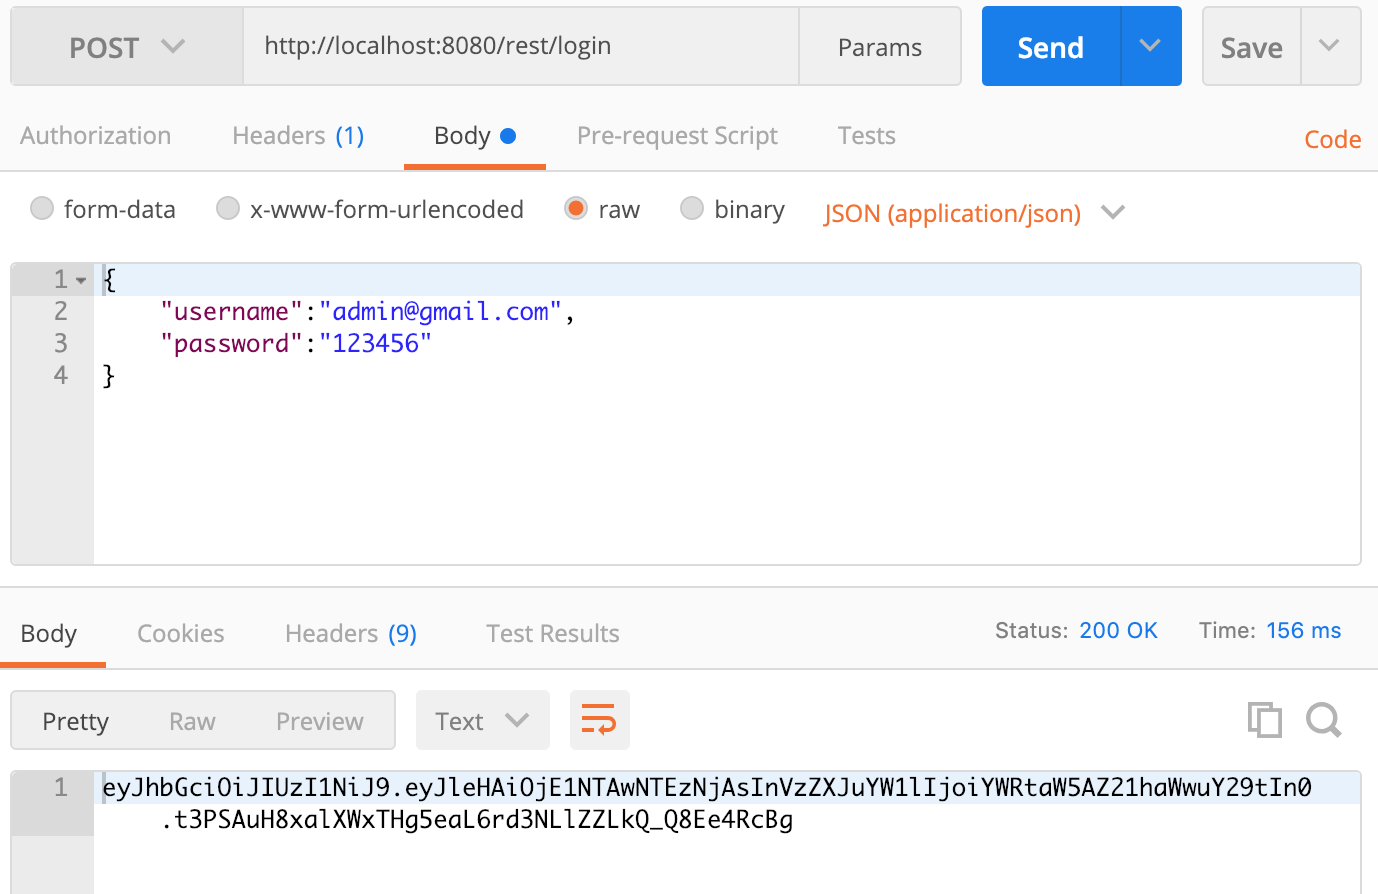 POST http://localhost:8080/rest/login Params Send Save
Authorization Headers (1) Body Pre-request Script Tests Code
form-data x-www-form-urlencoded raw binary JSON (application/json)
1 {
2 "username":"admin@gmail.com",
3 "password":"123456"
4 }
Body Cookies Headers (9) Test Results Status: 200 OK Time: 156 ms
Pretty Raw Preview Text
1 eyJhbGciOiJIUzI1NiJ9.eyJleHAiOjE1NTAwNTEzNjAsInVzZXJuYW1lIjoiYWRtaW5AZ21haWwuY29tIn0
.t3PSAuH8xalXWxTHg5eaL6rd3NLlZZLkQ_Q8Ee4RcBg